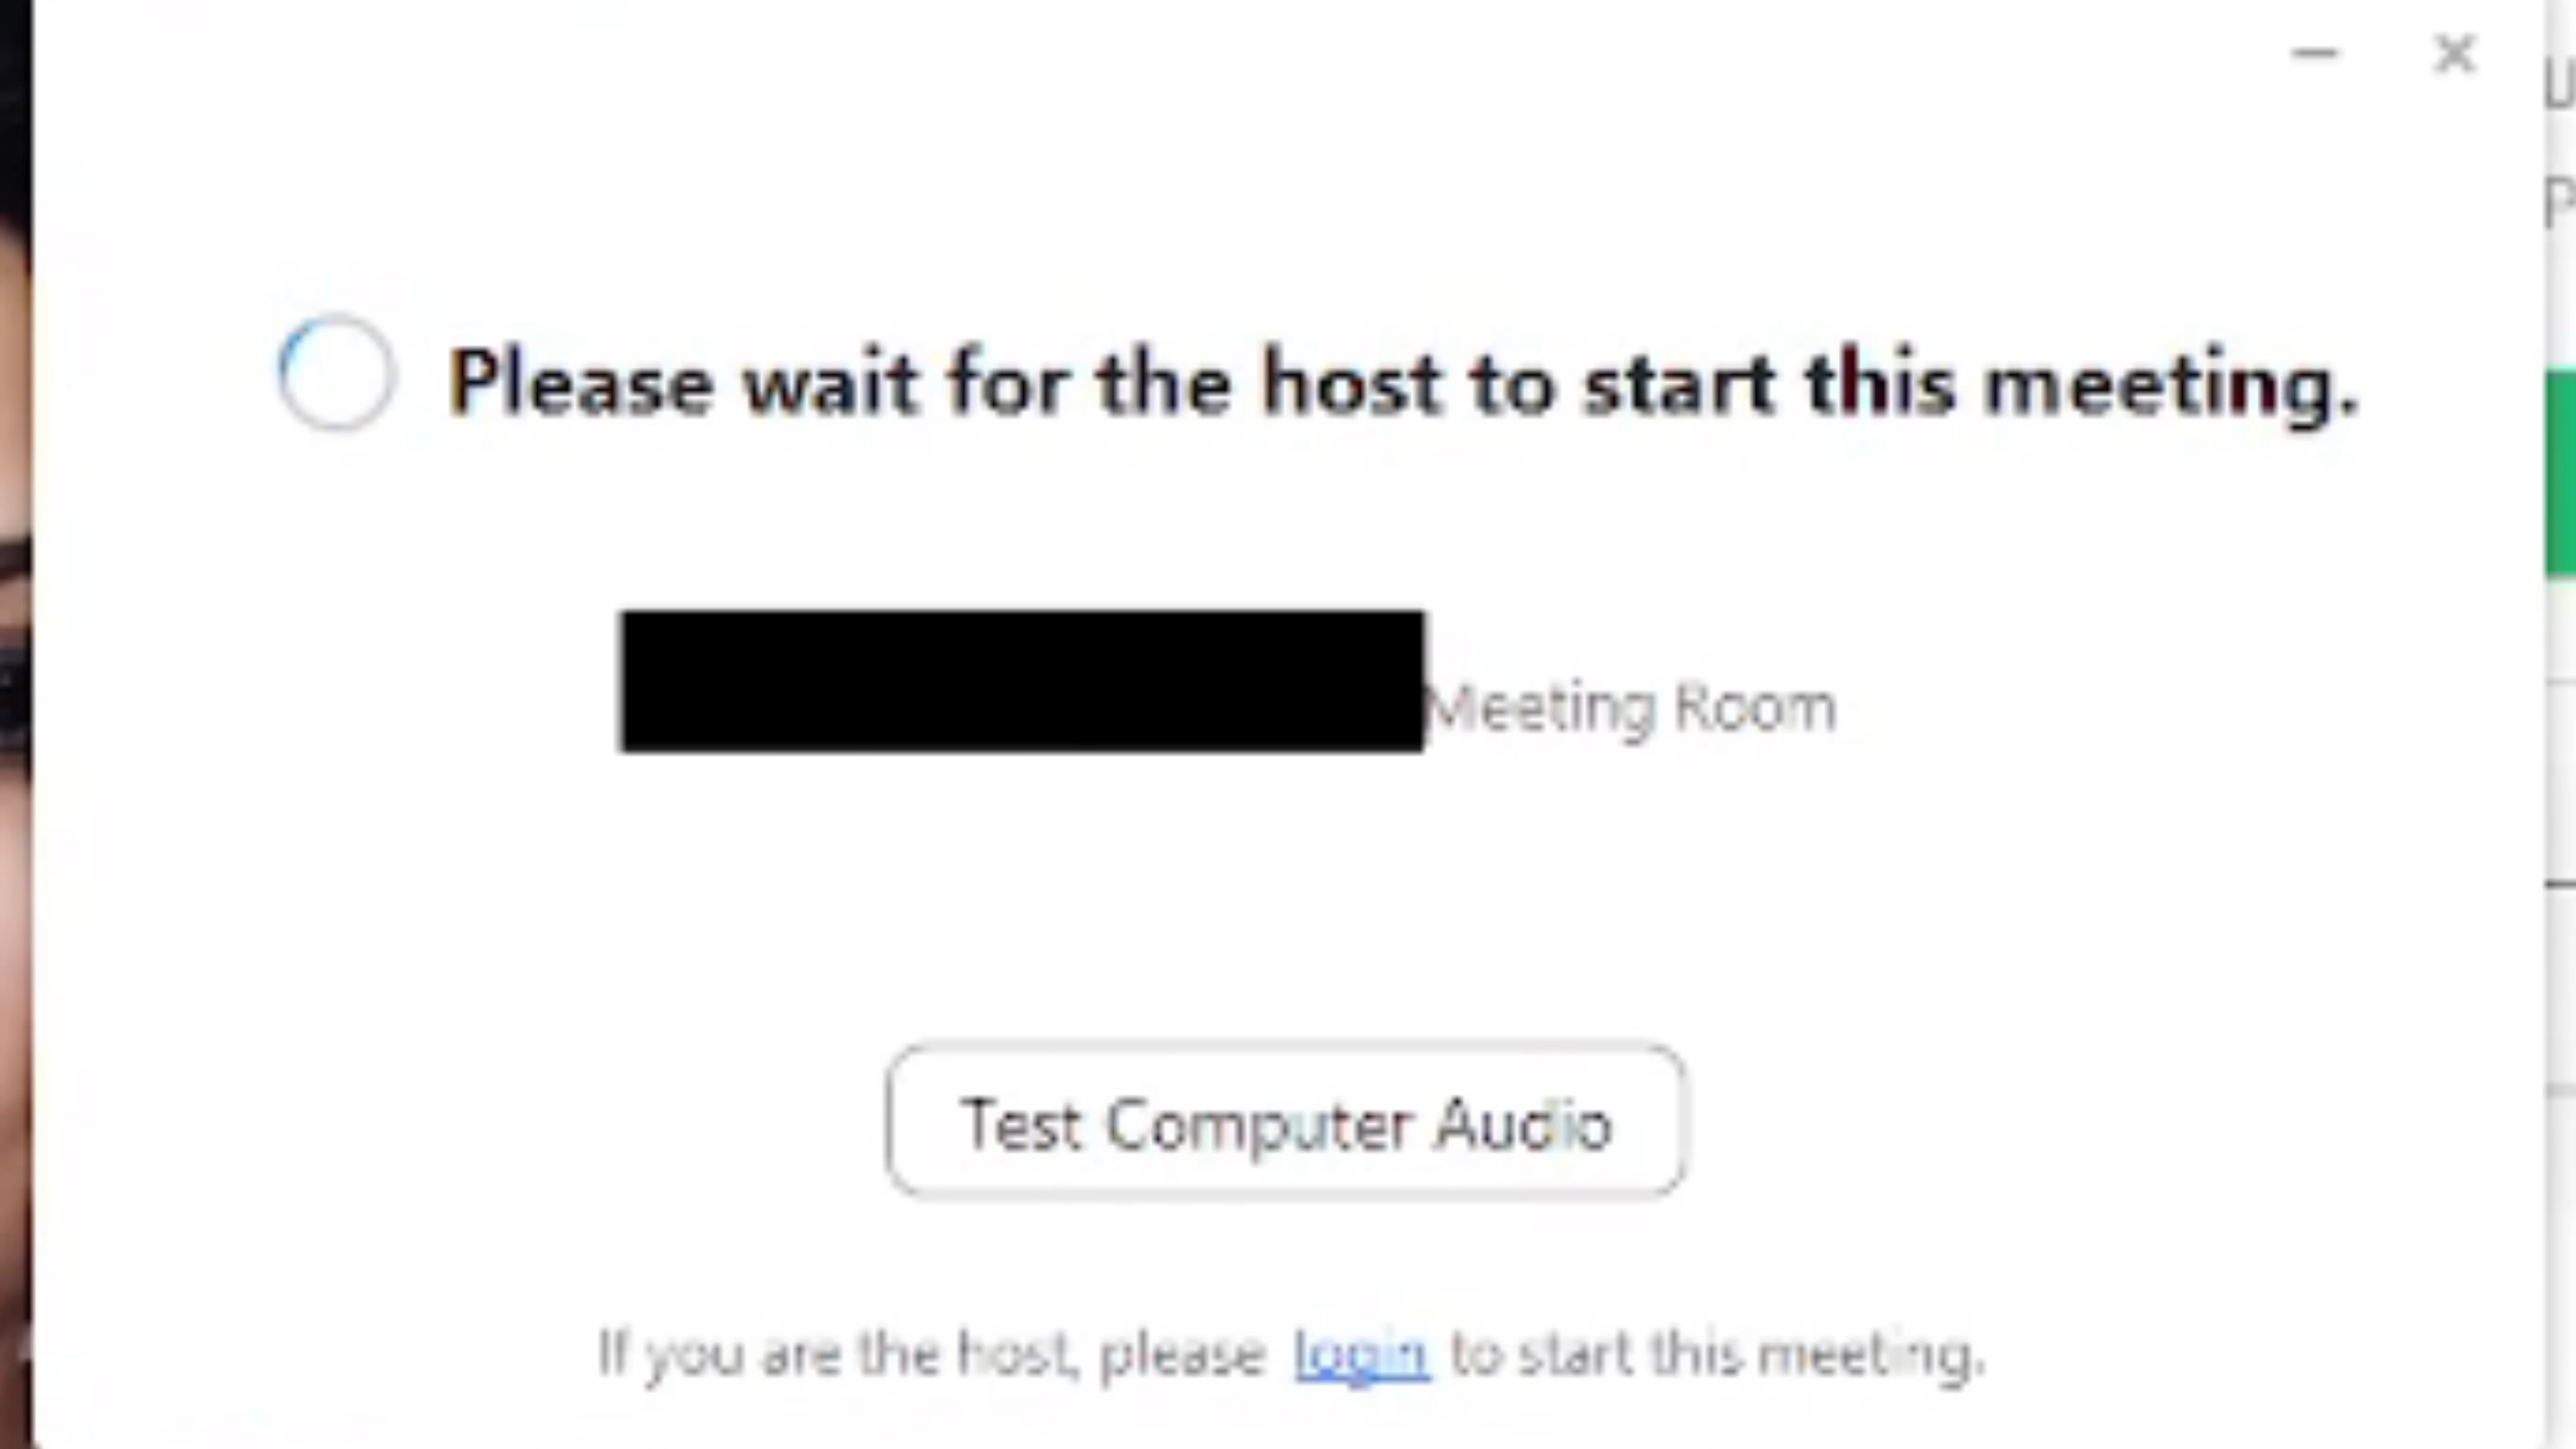 Please wait for the host to start this meeting.
Meeting Room
Test Computer Audio
If you are the host, please login to start this meeting.